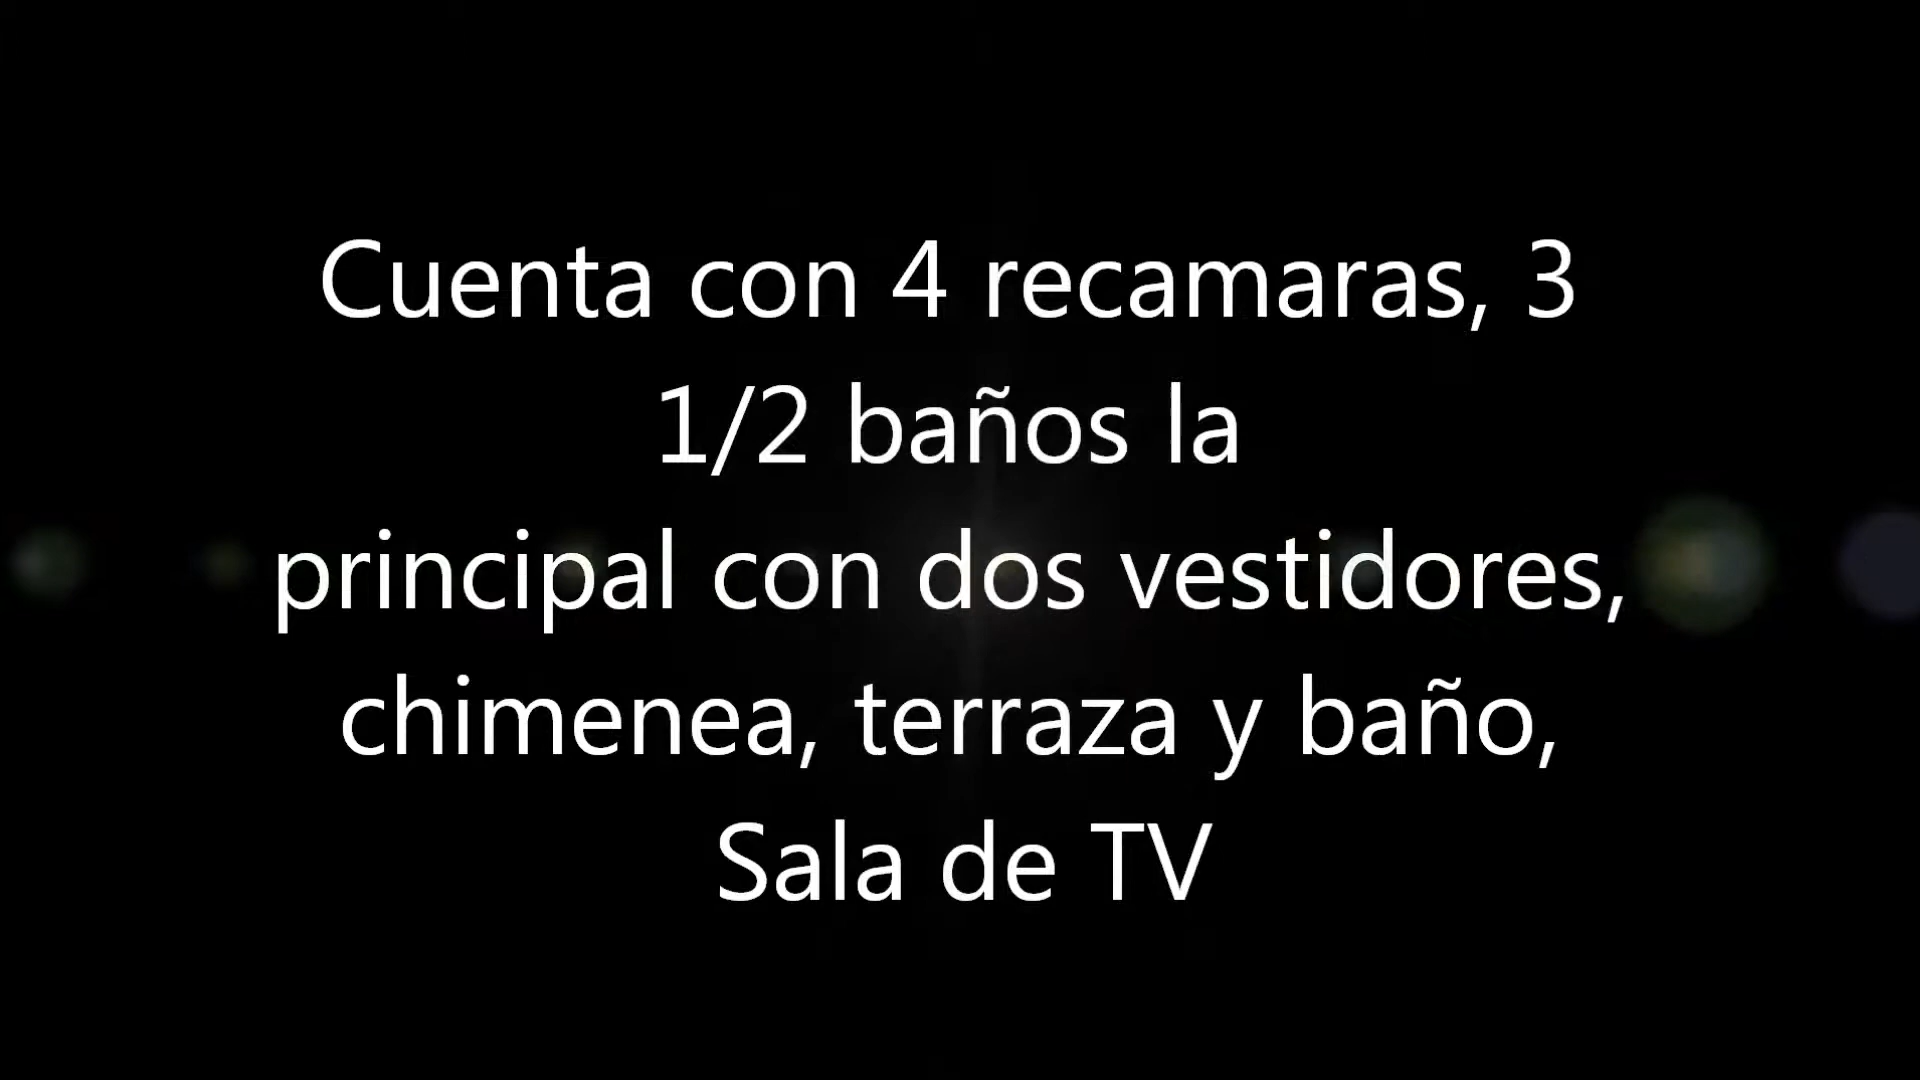 Cuenta con 4 recamaras, 3
1/2 baños la
principal con dos vestidores,
chimenea, terraza y baño,
Sala de TV